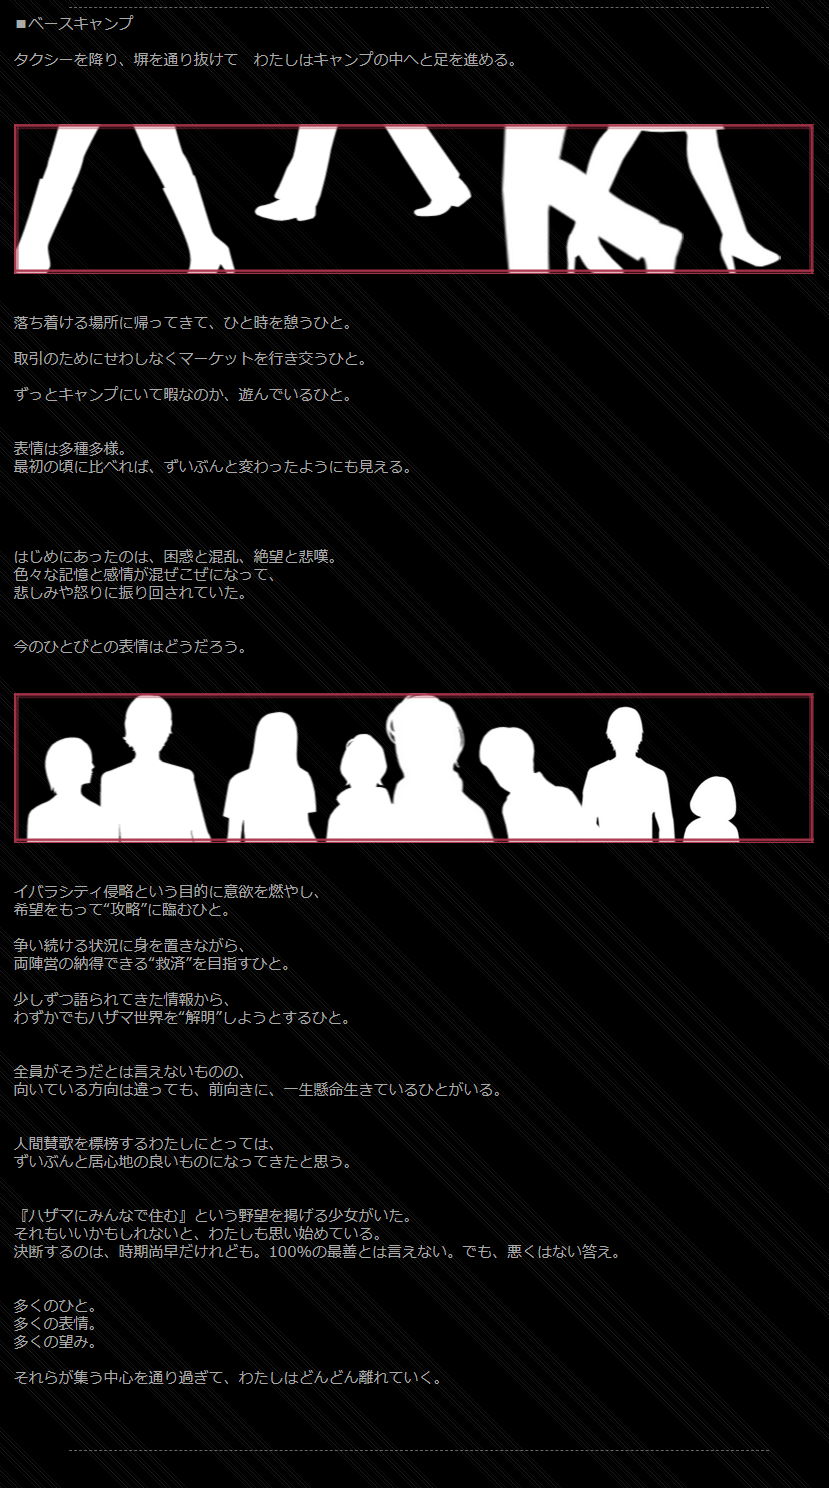 ■ベースキャンプ
タクシーを降り、塀を通り抜けて　わたしはキャンプの中へと足を進める。
落ち着ける場所に帰ってきて、ひと時を憩うひと。
取引のためにせわしなくマーケットを行き交うひと。
ずっとキャンプにいて暇なのか、遊んでいるひと。
表情は多種多様。
最初の頃に比べれば、ずいぶんと変わったようにも見える。
はじめにあったのは、困惑と混乱、絶望と悲嘆。
色々な記憶と感情が混ぜこぜになって、
悲しみや怒りに振り回されていた。
今のひとびとの表情はどうだろう。
イバラシティ侵略という目的に意欲を燃やし、
希望をもって“攻略”に臨むひと。
争い続ける状況に身を置きながら、
両陣営の納得できる“救済”を目指すひと。
少しずつ語られてきた情報から、
わずかでもハザマ世界を“解明”しようとするひと。
全員がそうだとは言えないものの、
向いている方向は違っても、前向きに、一生懸命生きているひとがいる。
人間賛歌を標榜するわたしにとっては、
ずいぶんと居心地の良いものになってきたと思う。
『ハザマにみんなで住む』という野望を掲げる少女がいた。
それもいいかもしれないと、わたしも思い始めている。
決断するのは、時期尚早だけれども。100％の最善とは言えない。でも、悪くはない答え。
多くのひと。
多くの表情。
多くの望み。
それらが集う中心を通り過ぎて、わたしはどんどん離れていく。